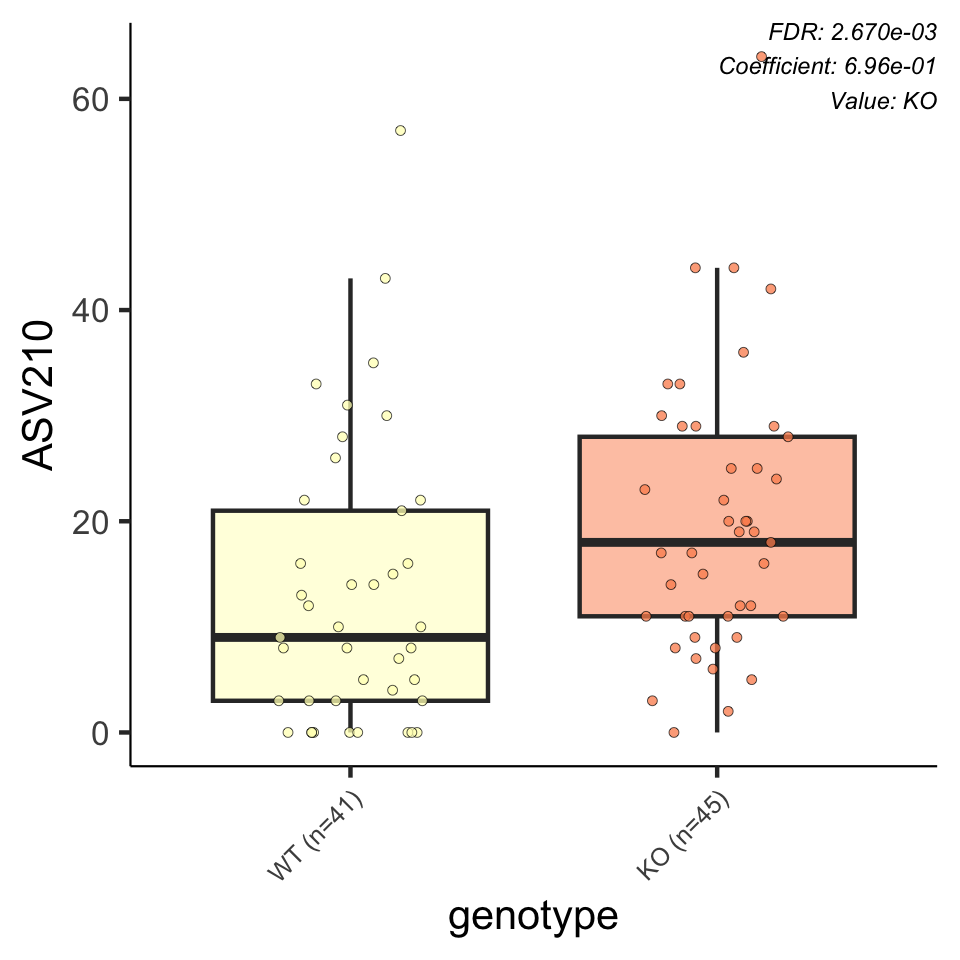 FDR: 2.670e-03
Coefficient: 6.96e-01
Value: KO
60
40
20
0
ASV210
WT (n=41)
KO (n=45)
genotype